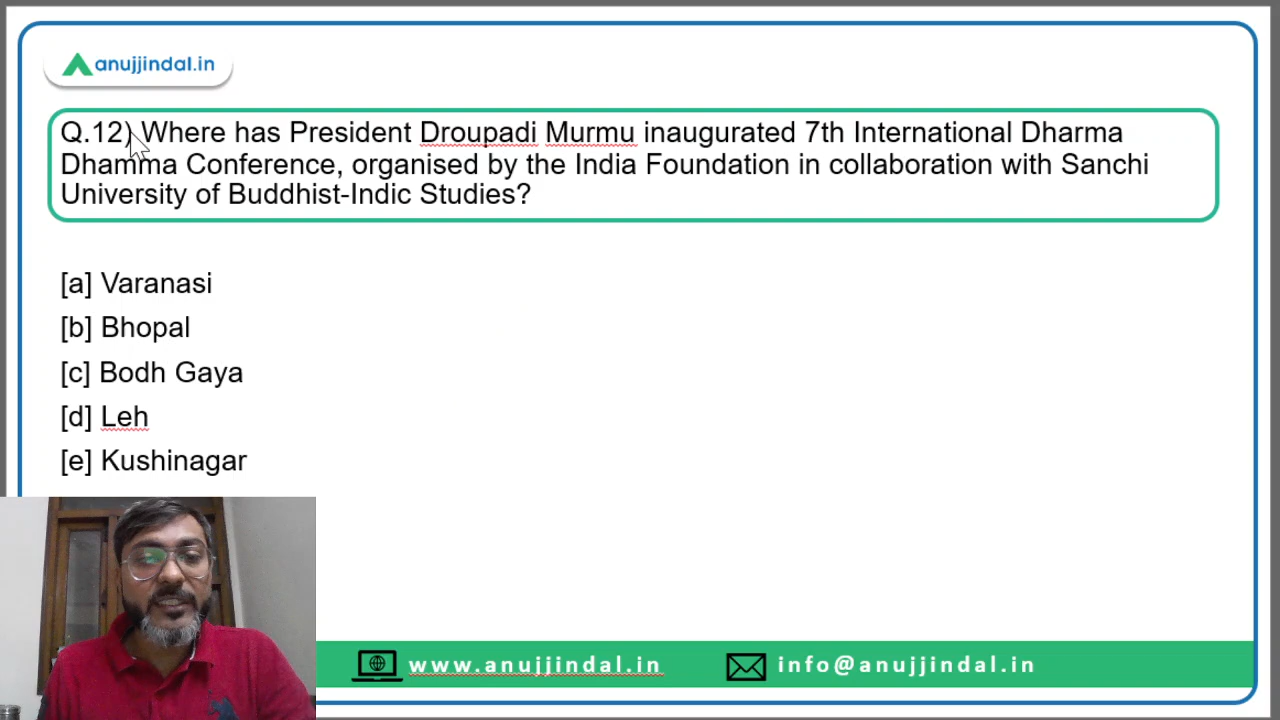 anujjindal.in
Q.12) Where has President Droupadi Murmu inaugurated 7th International Dharma
Dhamma Conference, organised by the India Foundation in collaboration with Sanchi
University of Buddhist-Indic Studies?
[a] Varanasi
[b] Bhopal
[c] Bodh Gaya
[d] Leh
[e] Kushinagar
www.anujjindal.in info@anujjindal.in